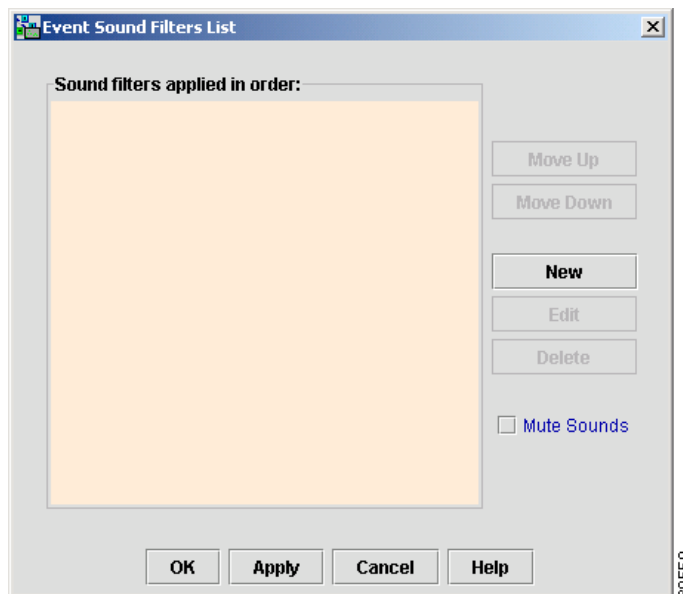 Event Sound Filters List
Sound filters applied in order:
Move Up
Move Down
New
Edit
Delete
Mute Sounds
OK
Apply
Cancel
Help